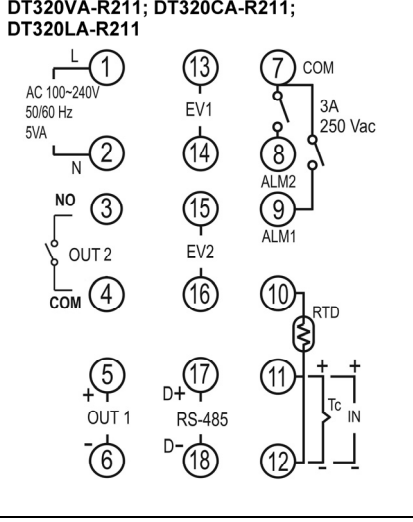 DT320VA-R211; DT320CA-R211;
DT320LA-R211
L 1 13 7 COM
AC 100~240V
50/60 Hz
5VA
EV1
3A
250 Vac
N 2 14 8
ALM2
NO 3 15 9
ALM1
OUT 2 EV2
COM 4 16 10
RTD
5 17 11 + +
+ D+
OUT 1 RS-485 Tc IN
- D-
6 18 12 - -